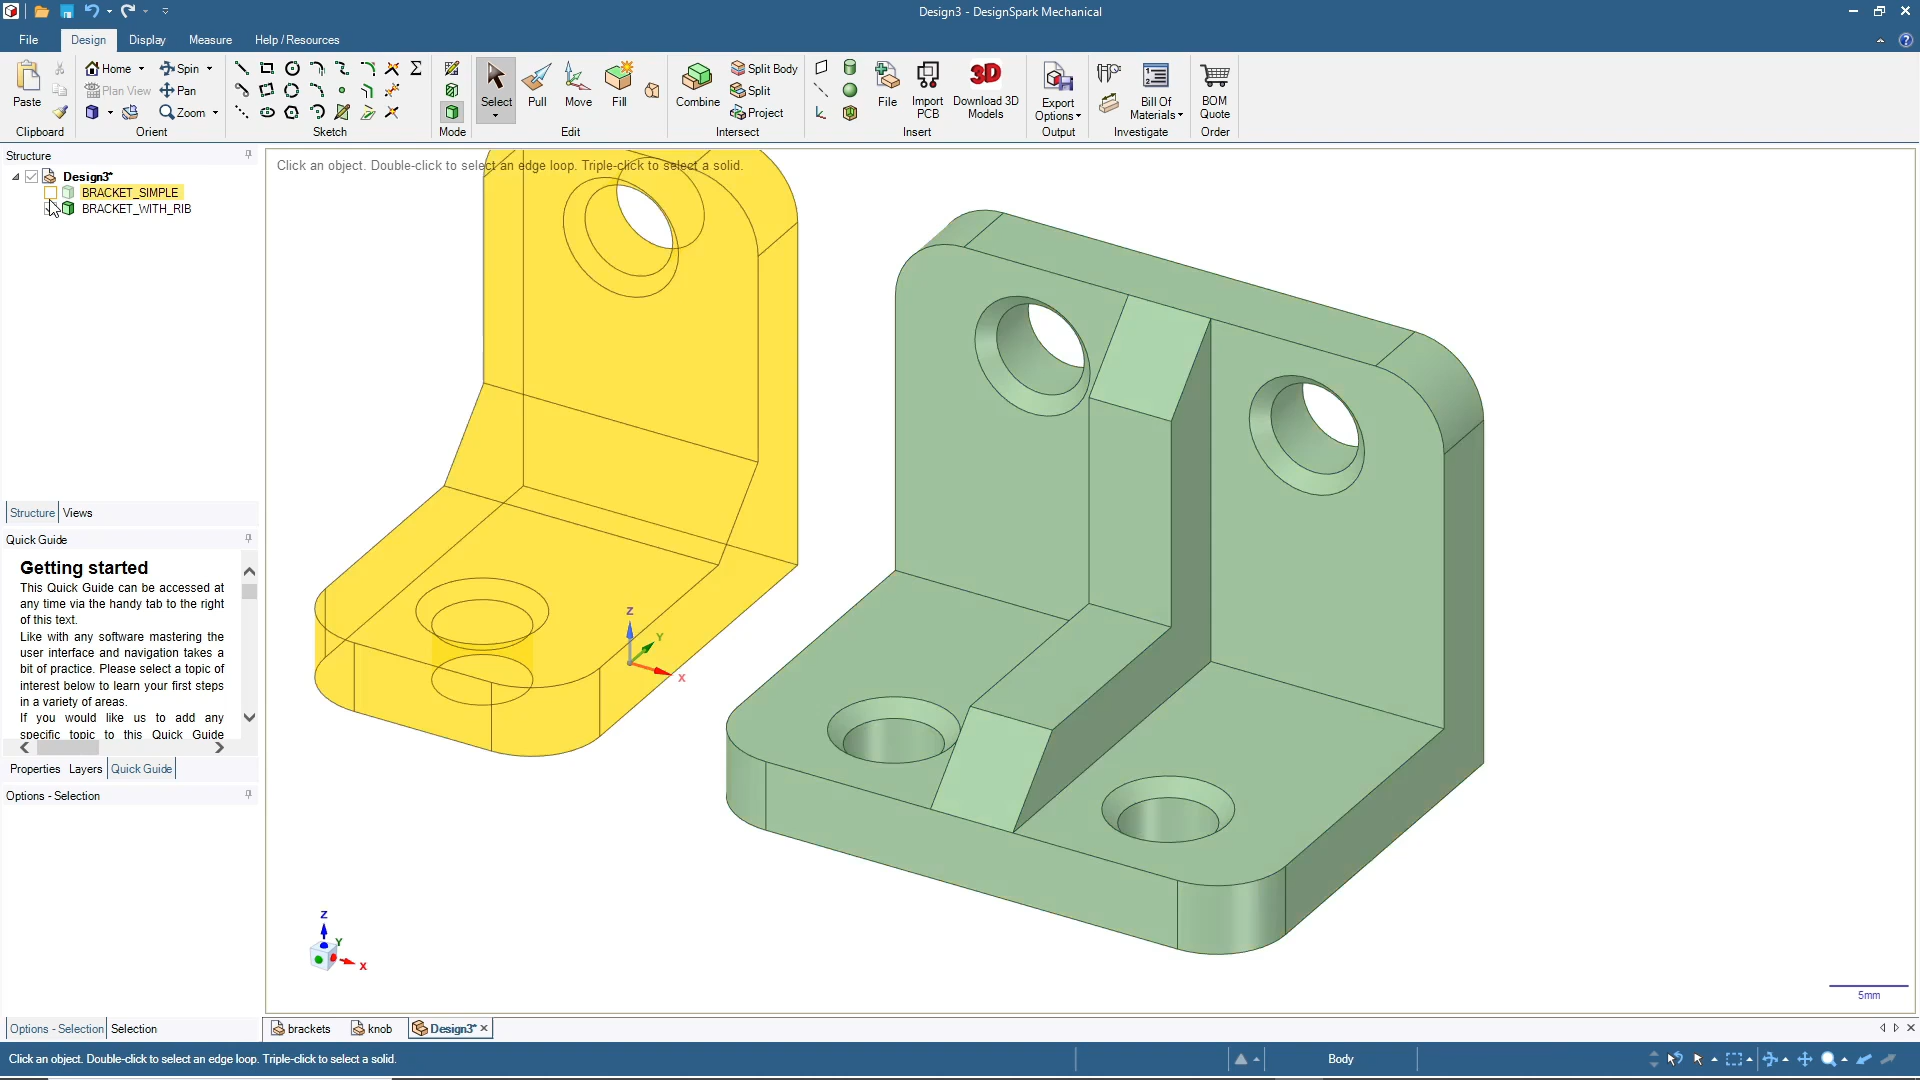 Design3 - DesignSpark Mechanical
File Design Display Measure Help / Resources
Paste
Clipboard
Home
Plan View
Spin
Pan
Zoom
Orient
Sketch
Mode
Select
Pull
Move
Fill
Edit
Combine
Split Body
Split
Project
Intersect
File
Import PCB
3D
Download 3D Models
Insert
Export Options
Output
Bill Of Materials
Investigate
BOM Quote
Order
Structure
Design3*
BRACKET_SIMPLE
BRACKET_WITH_RIB
Structure Views
Quick Guide
Getting started
This Quick Guide can be accessed at
any time via the handy tab to the right
of this text.
Like with any software mastering the
user interface and navigation takes a
bit of practice. Please select a topic of
interest below to learn your first steps
in a variety of areas.
If you would like us to add any
specific topic to this Quick Guide
Properties Layers Quick Guide
Options - Selection
Options - Selection Selection
Click an object. Double-click to select an edge loop. Triple-click to select a solid.
Z
Y
X
Z
Y
X
5mm
brackets knob Design3*
Click an object. Double-click to select an edge loop. Triple-click to select a solid.
Body